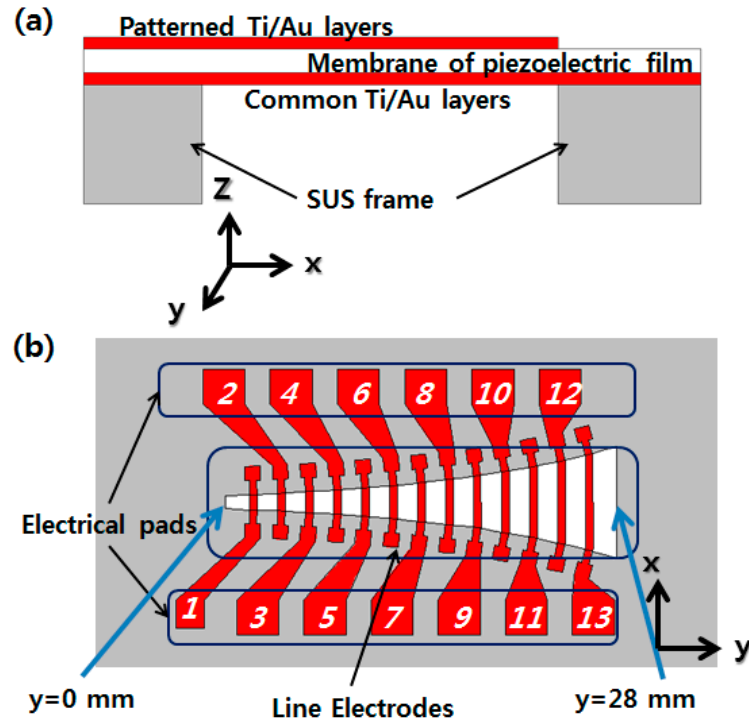 (a)
Patterned Ti/Au layers
Membrane of piezoelectric film
Common Ti/Au layers
SUS frame
Z
x
y
(b)
2 4 6 8 10 12
Electrical pads
1 3 5 7 9 11 13
x
y
y=0 mm
Line Electrodes
y=28 mm